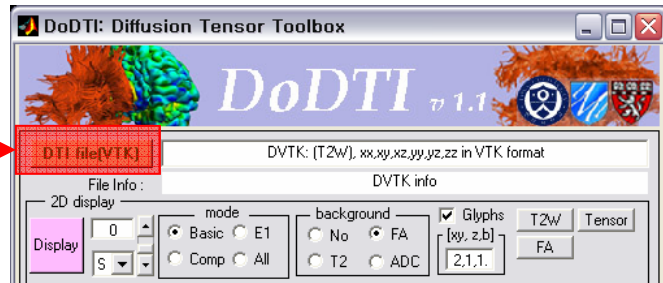 DoDTI: Diffusion Tensor Toolbox
DoDTI v 1.1
DTI file(VTK) DVTK: (T2W), xx,xy,xz,yy,yz,zz in VTK format
File Info : DVTK info
2D display
mode background Glyphs T2W Tensor
Display 0 Basic E1 No FA [xy, z,b] FA
S Comp All T2 ADC 2,1,1.